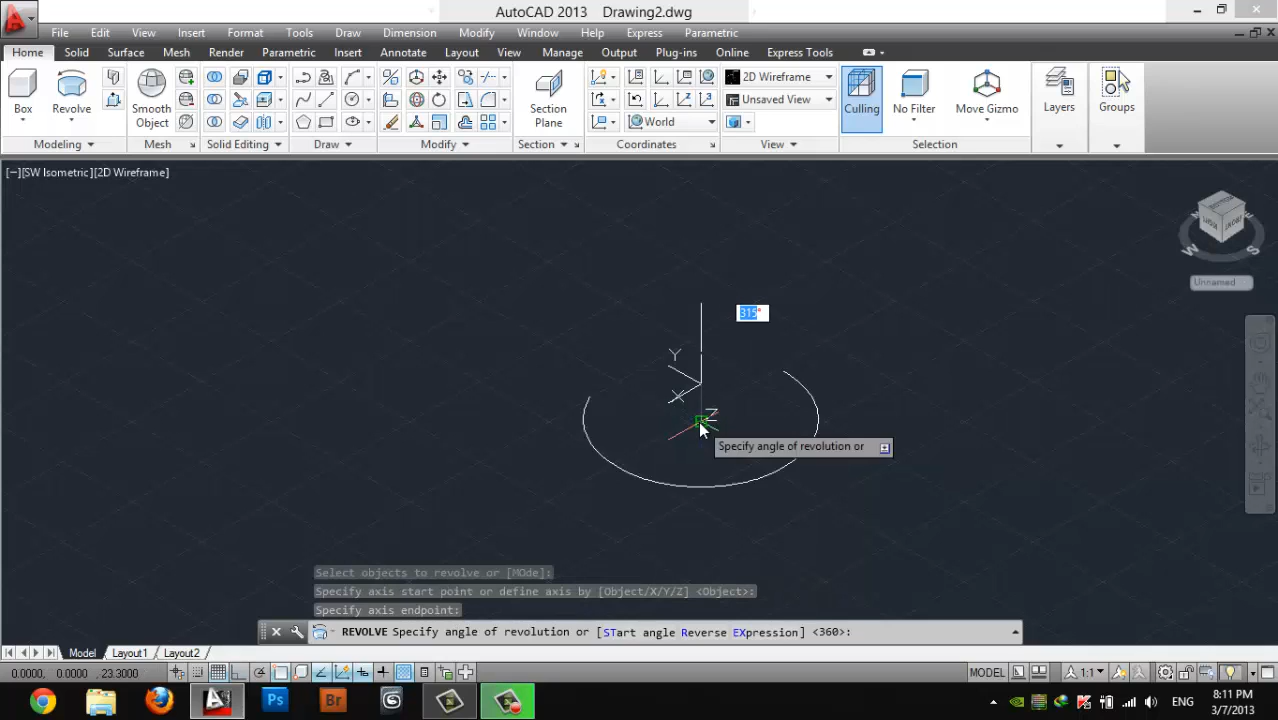 AutoCAD 2013 Drawing2.dwg
File Edit View Insert Format Tools Draw Dimension Modify Window Help Express Parametric
Home Solid Surface Mesh Render Parametric Insert Annotate Layout View Manage Output Plug-ins Online Express Tools
2D Wireframe
Unsaved View
World
Box Revolve Smooth Object Section Plane Culling No Filter Move Gizmo Layers Groups
Modeling Mesh Solid Editing Draw Modify Section Coordinates View Selection
[−][SW Isometric][2D Wireframe]
W
Unnamed
315°
Y
X
Z
Specify angle of revolution or
Select objects to revolve or [MOde]:
Specify axis start point or define axis by [Object/X/Y/Z] <Object>:
Specify axis endpoint:
REVOLVE Specify angle of revolution or [STart angle Reverse EXpression] <360>:
Model Layout1 Layout2
0.0000, 0.0000, 23.3000
MODEL 1:1
Ps Br
ENG
8:11 PM
3/7/2013